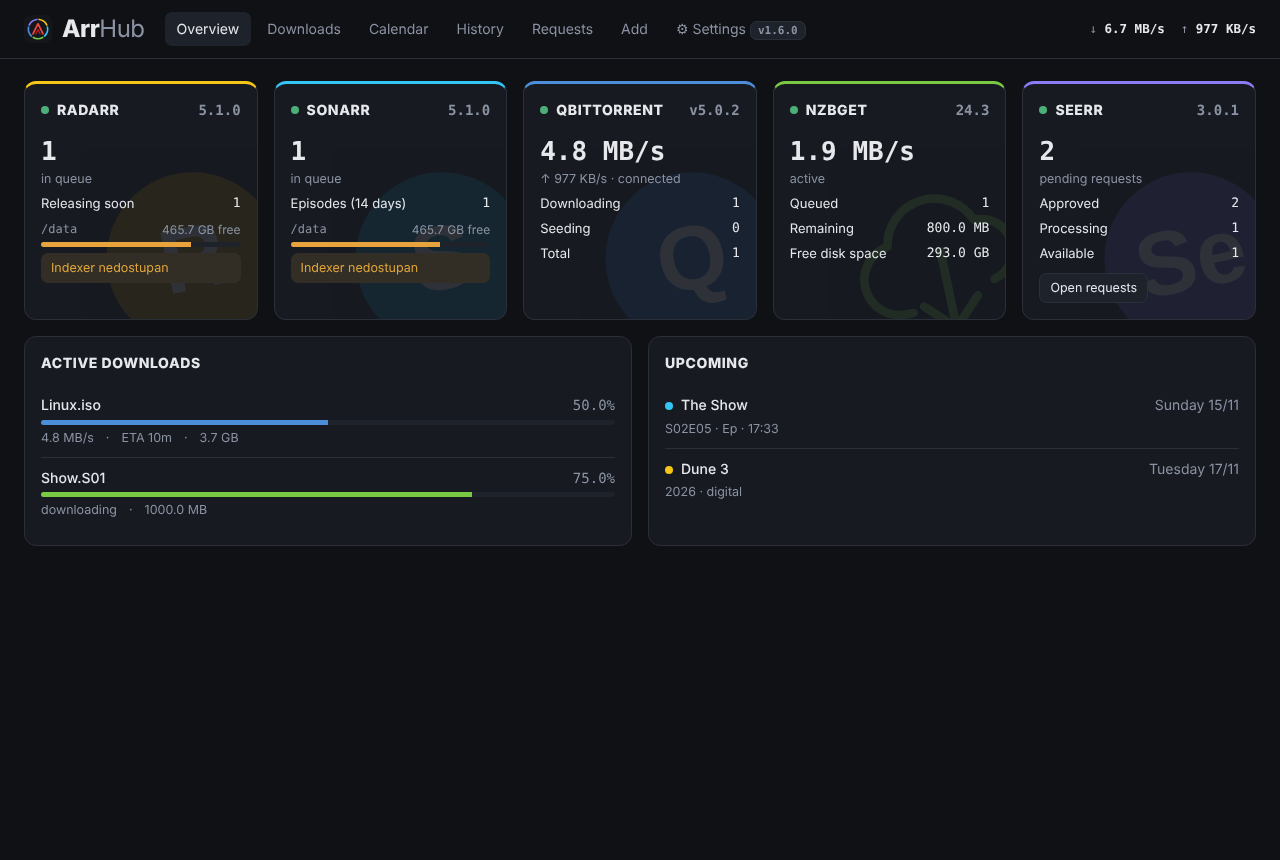 ArrHub Overview Downloads Calendar History Requests Add ⚙ Settings v1.6.0 ↓ 6.7 MB/s ↑ 977 KB/s
RADARR 5.1.0
1
in queue
Releasing soon 1
/data 465.7 GB free
Indexer nedostupan
SONARR 5.1.0
1
in queue
Episodes (14 days) 1
/data 465.7 GB free
Indexer nedostupan
QBITTORRENT v5.0.2
4.8 MB/s
↑ 977 KB/s · connected
Downloading 1
Seeding 0
Total 1
Q
NZBGET 24.3
1.9 MB/s
active
Queued 1
Remaining 800.0 MB
Free disk space 293.0 GB
SEERR 3.0.1
2
pending requests
Approved 2
Processing 1
Available 1
Se
Open requests
ACTIVE DOWNLOADS
Linux.iso 50.0%
4.8 MB/s · ETA 10m · 3.7 GB
Show.S01 75.0%
downloading · 1000.0 MB
UPCOMING
The Show Sunday 15/11
S02E05 · Ep · 17:33
Dune 3 Tuesday 17/11
2026 · digital